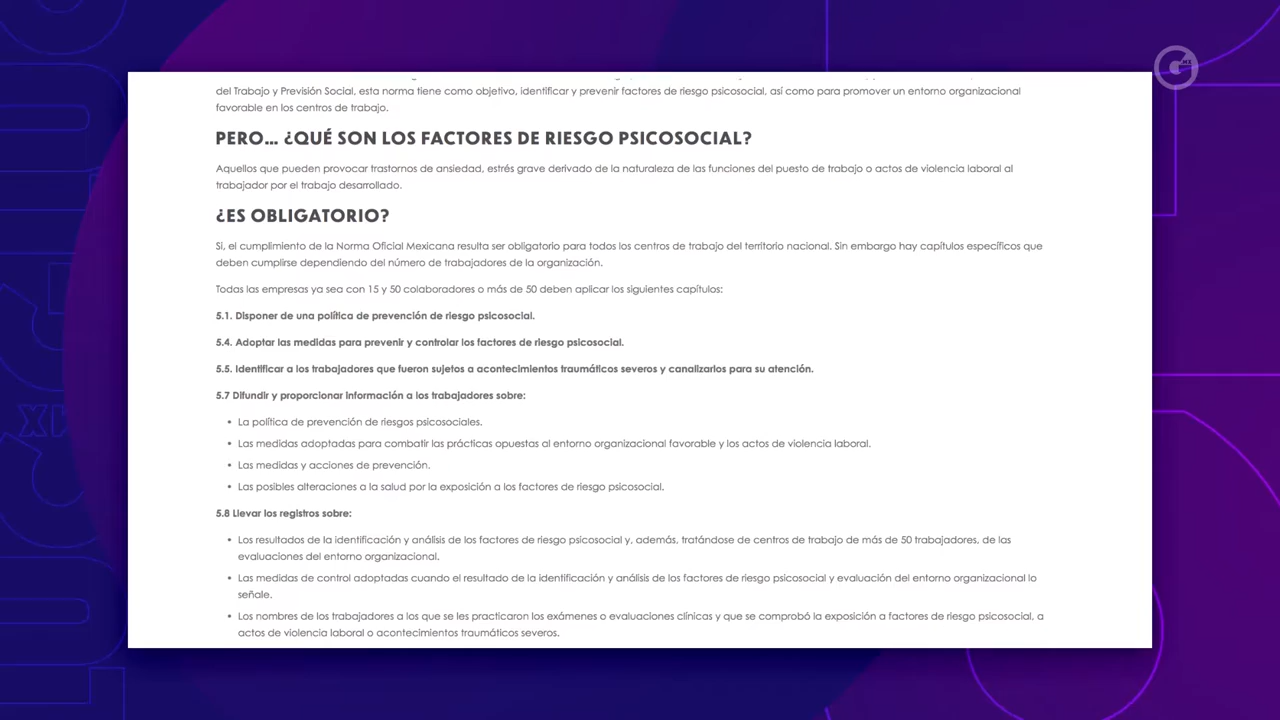 del Trabajo y Previsión Social, esta norma tiene como objetivo, identificar y prevenir factores de riesgo psicosocial, así como para promover un entorno organizacional
favorable en los centros de trabajo.
PERO... ¿QUÉ SON LOS FACTORES DE RIESGO PSICOSOCIAL?
Aquellos que pueden provocar trastornos de ansiedad, estrés grave derivado de la naturaleza de las funciones del puesto de trabajo o actos de violencia laboral al
trabajador por el trabajo desarrollado.
¿ES OBLIGATORIO?
Si, el cumplimiento de la Norma Oficial Mexicana resulta ser obligatorio para todos los centros de trabajo del territorio nacional. Sin embargo hay capítulos específicos que
deben cumplirse dependiendo del número de trabajadores de la organización.
Todas las empresas ya sea con 15 y 50 colaboradores o más de 50 deben aplicar los siguientes capítulos:
5.1. Disponer de una política de prevención de riesgo psicosocial.
5.4. Adoptar las medidas para prevenir y controlar los factores de riesgo psicosocial.
5.5. Identificar a los trabajadores que fueron sujetos a acontecimientos traumáticos severos y canalizarlos para su atención.
5.7 Difundir y proporcionar información a los trabajadores sobre:
• La política de prevención de riesgos psicosociales.
• Las medidas adoptadas para combatir las prácticas opuestas al entorno organizacional favorable y los actos de violencia laboral.
• Las medidas y acciones de prevención.
• Las posibles alteraciones a la salud por la exposición a los factores de riesgo psicosocial.
5.8 Llevar los registros sobre:
• Los resultados de la identificación y análisis de los factores de riesgo psicosocial y, además, tratándose de centros de trabajo de más de 50 trabajadores, de las
evaluaciones del entorno organizacional.
• Las medidas de control adoptadas cuando el resultado de la identificación y análisis de los factores de riesgo psicosocial y evaluación del entorno organizacional lo
señale.
• Los nombres de los trabajadores a los que se les practicaron los exámenes o evaluaciones clínicas y que se comprobó la exposición a factores de riesgo psicosocial, a
actos de violencia laboral o acontecimientos traumáticos severos.